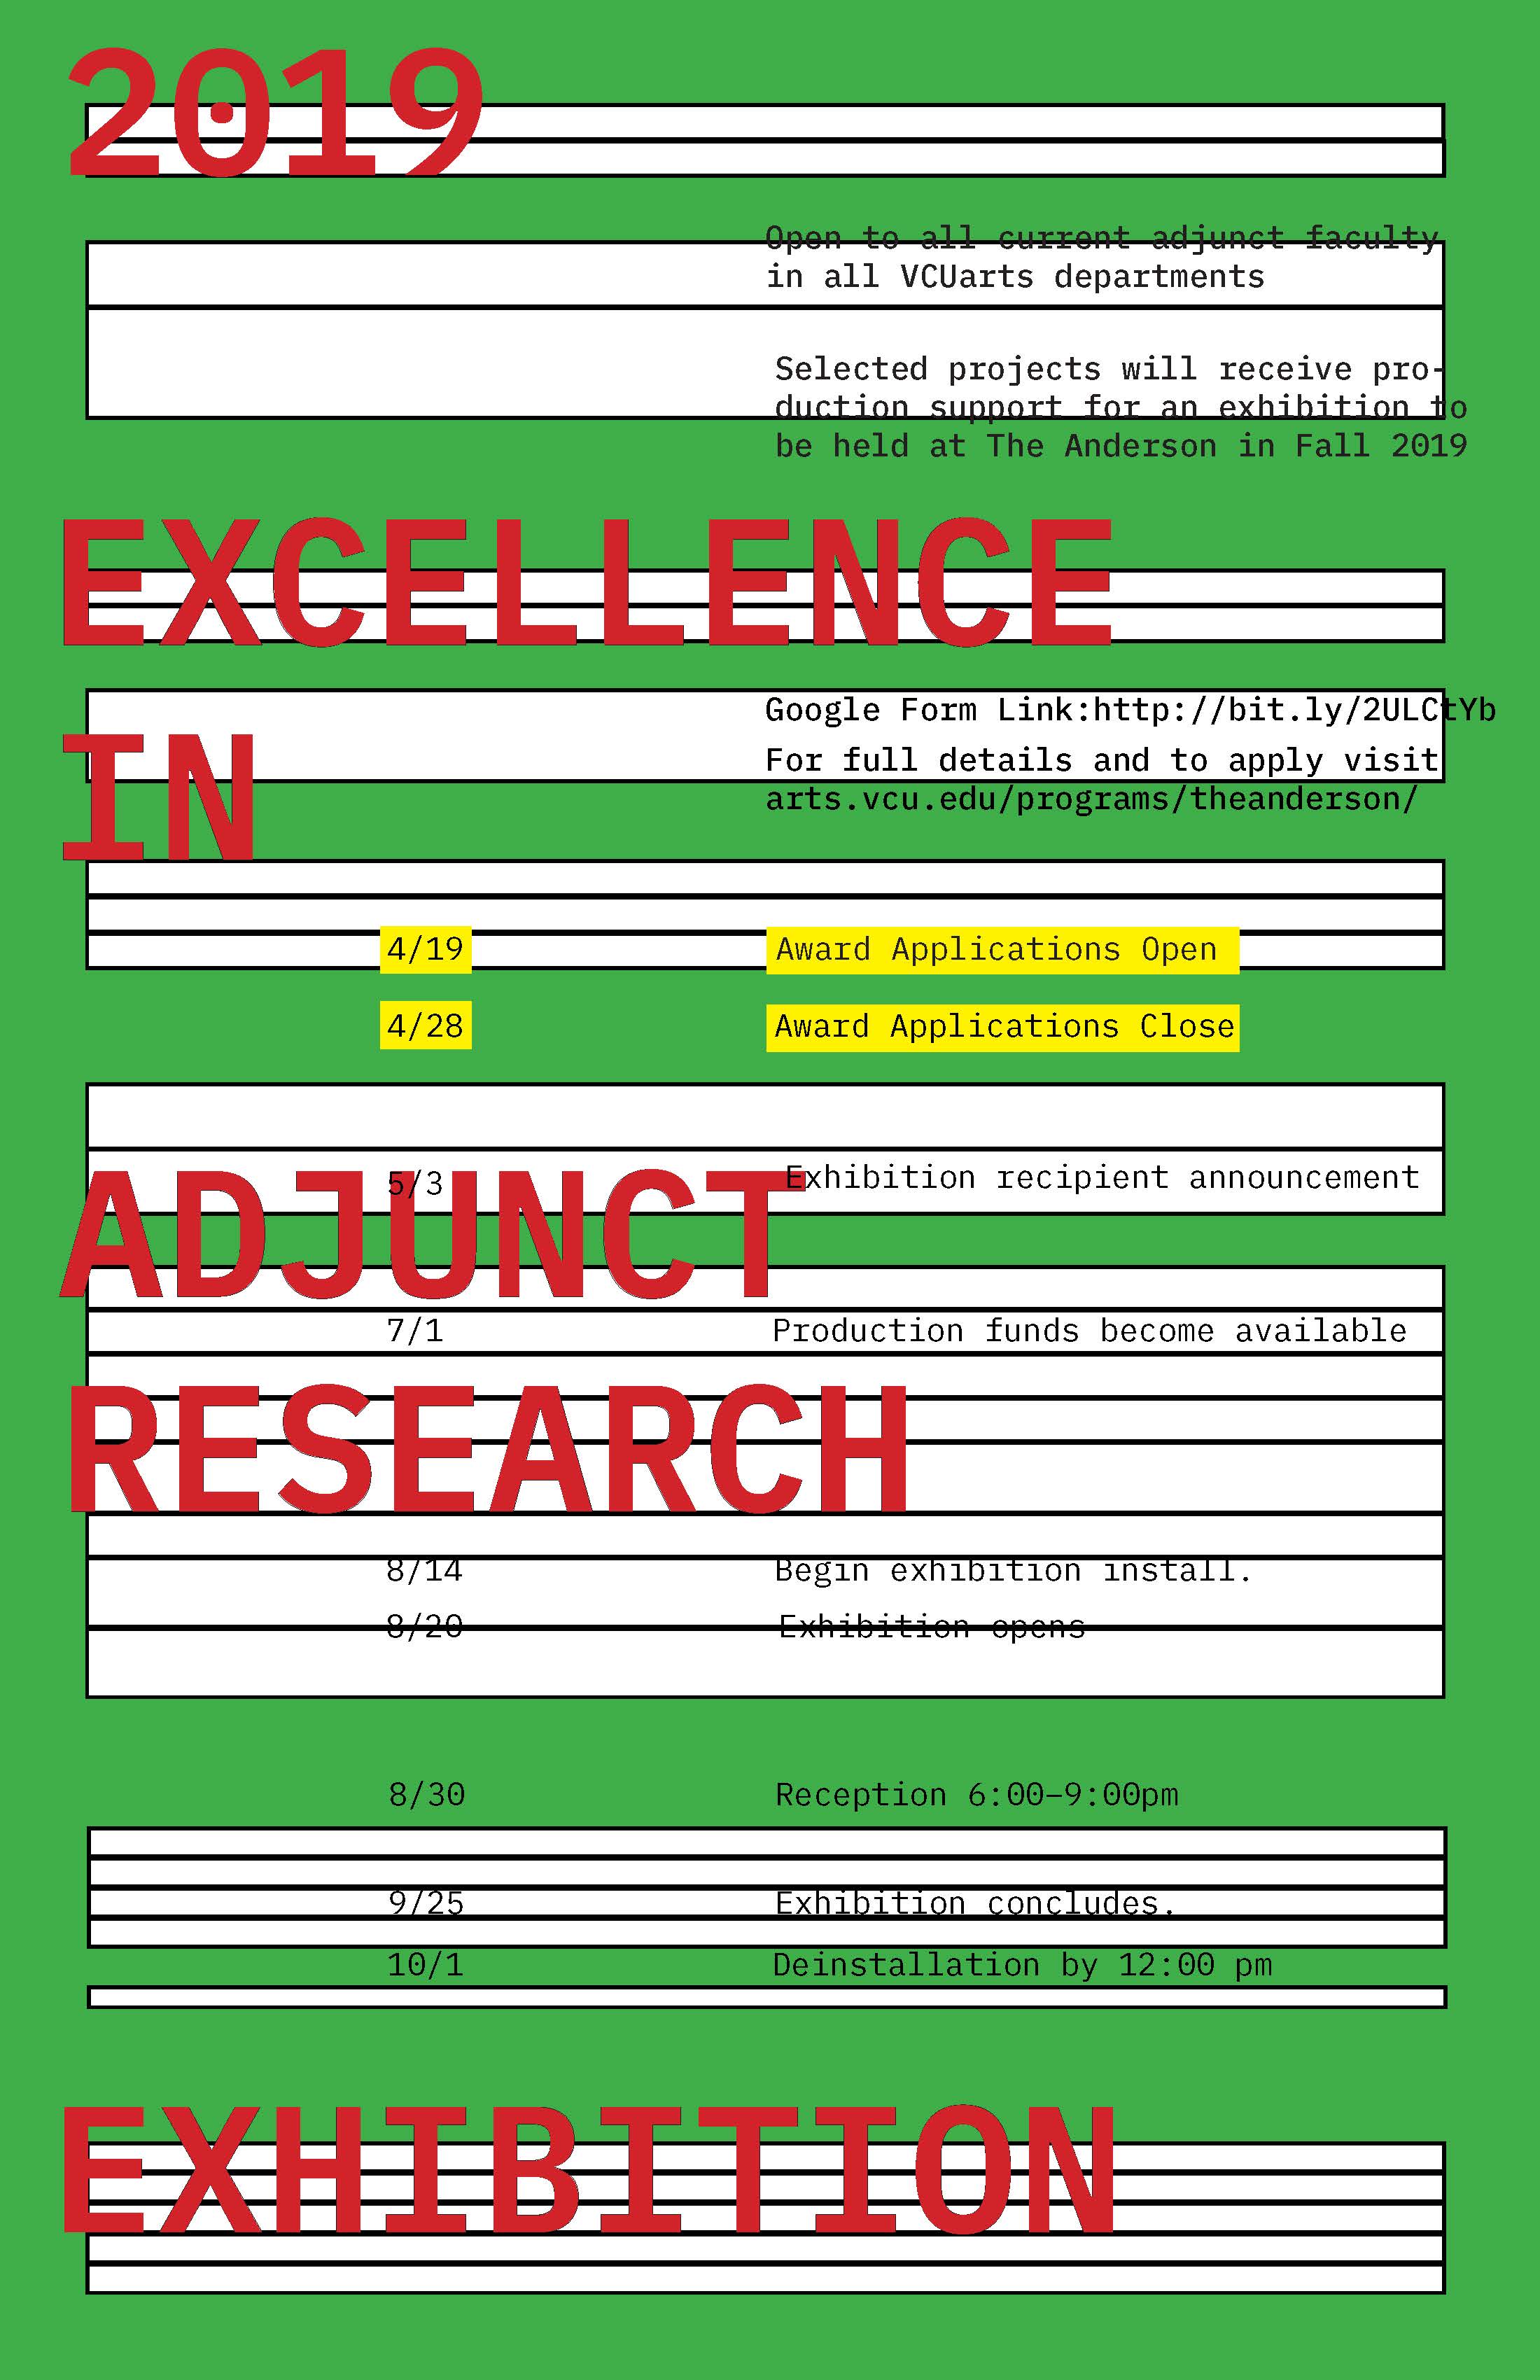 2019
Open to all current adjunct faculty
in all VCUarts departments
Selected projects will receive pro-
duction support for an exhibition to
be held at The Anderson in Fall 2019
EXCELLENCE
Google Form Link:http://bit.ly/2ULCtYb
IN
For full details and to apply visit
arts.vcu.edu/programs/theanderson/
4/19 Award Applications Open
4/28 Award Applications Close
5/3 Exhibition recipient announcement
ADJUNCT
7/1 Production funds become available
RESEARCH
8/14 Begin exhibition install.
8/20 Exhibition opens
8/30 Reception 6:00–9:00pm
9/25 Exhibition concludes.
10/1 Deinstallation by 12:00 pm
EXHIBITION